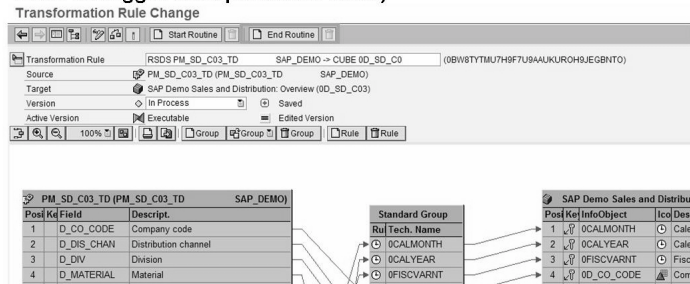 Transformation Rule Change
Start Routine End Routine
Transformation Rule RSDS PM_SD_C03_TD SAP_DEMO -> CUBE 0D_SD_C0 (0BW8TYTMU7H9F7U9AAUKUROH9JEGBNTO)
Source PM_SD_C03_TD (PM_SD_C03_TD SAP_DEMO)
Target SAP Demo Sales and Distribution: Overview (0D_SD_C03)
Version In Process Saved
Active Version Executable Edited Version
100% Group Group Group Rule Rule
PM_SD_C03_TD (PM_SD_C03_TD SAP_DEMO)
Posi Ke Field Descript.
1 D_CO_CODE Company code
2 D_DIS_CHAN Distribution channel
3 D_DIV Division
4 D_MATERIAL Material
Standard Group
Ru Tech. Name
0CALMONTH
0CALYEAR
0FISCVARNT
SAP Demo Sales and Distribu
Posi Key InfoObject Ico Des
1 0CALMONTH Cale
2 0CALYEAR Cale
3 0FISCVARNT Fisc
4 0D_CO_CODE Com